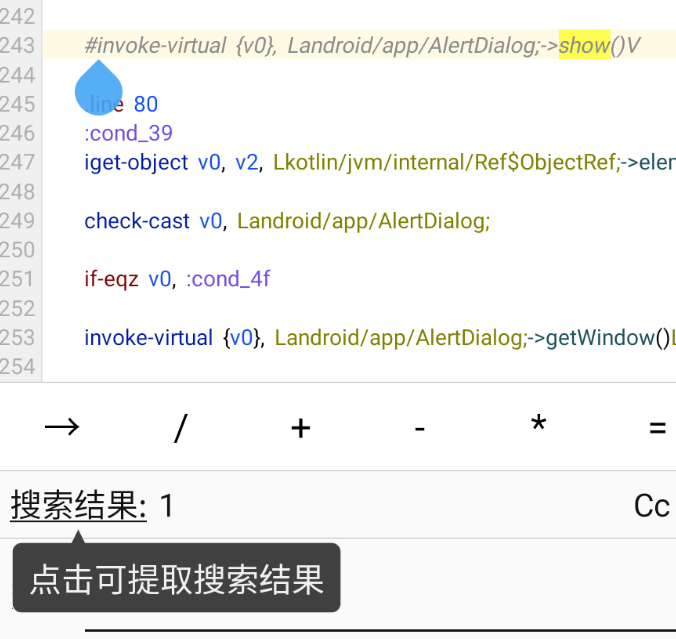 242
243 #invoke-virtual {v0}, Landroid/app/AlertDialog;->show()V
244
245 .line 80
246 :cond_39
247 iget-object v0, v2, Lkotlin/jvm/internal/Ref$ObjectRef;->elem
248
249 check-cast v0, Landroid/app/AlertDialog;
250
251 if-eqz v0, :cond_4f
252
253 invoke-virtual {v0}, Landroid/app/AlertDialog;->getWindow()L
254
→ / + - * =
搜索结果: 1 Cc
点击可提取搜索结果